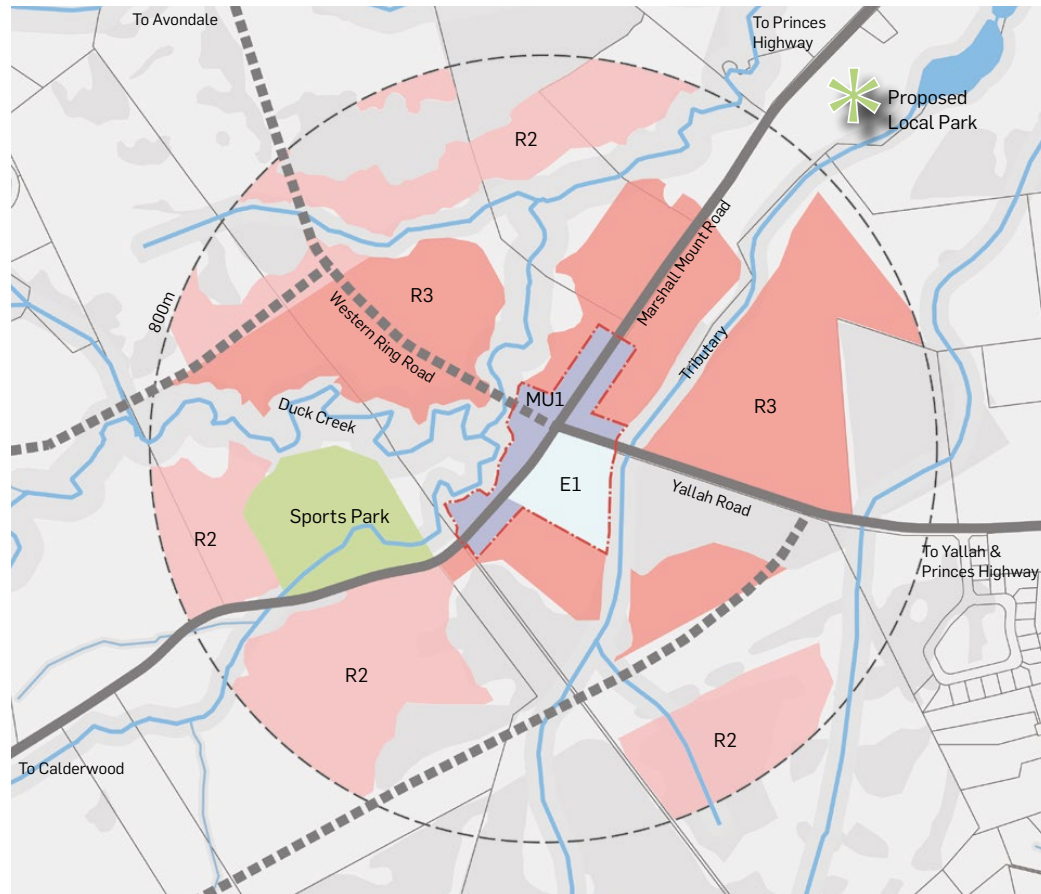 To Avondale
To Princes
Highway
Proposed
Local Park
R2
800m
R3
Western Ring Road
Marshall Mount Road
Tributary
Duck Creek
MU1
R3
E1
Yallah Road
Sports Park
R2
To Yallah &
Princes Highway
R2
R2
To Calderwood